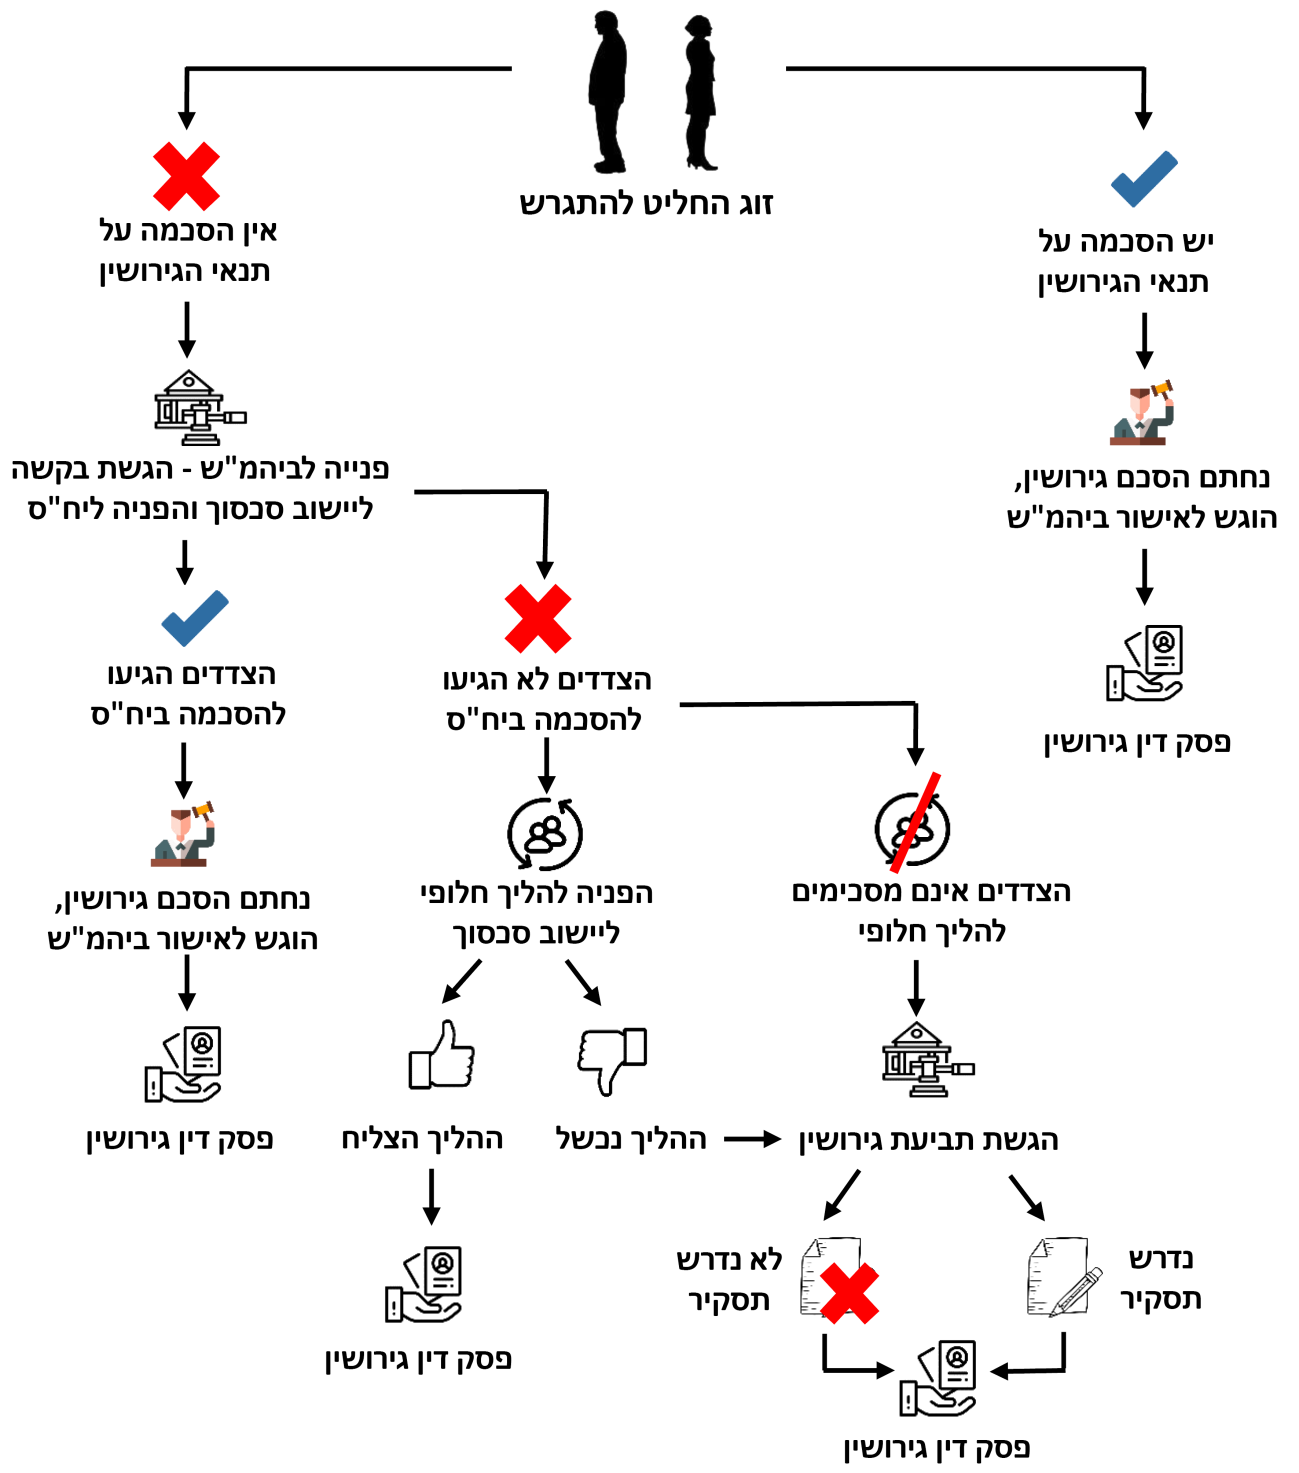 זוג החליט להתגרש
יש הסכמה על
תנאי הגירושין
נחתם הסכם גירושין,
הוגש לאישור ביהמ"ש
פסק דין גירושין
אין הסכמה על
תנאי הגירושין
פנייה לביהמ"ש - הגשת בקשה
ליישוב סכסוך והפניה ליח"ס
הצדדים הגיעו
להסכמה ביח"ס
נחתם הסכם גירושין,
הוגש לאישור ביהמ"ש
פסק דין גירושין
הצדדים לא הגיעו
להסכמה ביח"ס
הפניה להליך חלופי
ליישוב סכסוך
ההליך הצליח
פסק דין גירושין
ההליך נכשל
הצדדים אינם מסכימים
להליך חלופי
הגשת תביעת גירושין
נדרש
תסקיר
לא נדרש
תסקיר
פסק דין גירושין